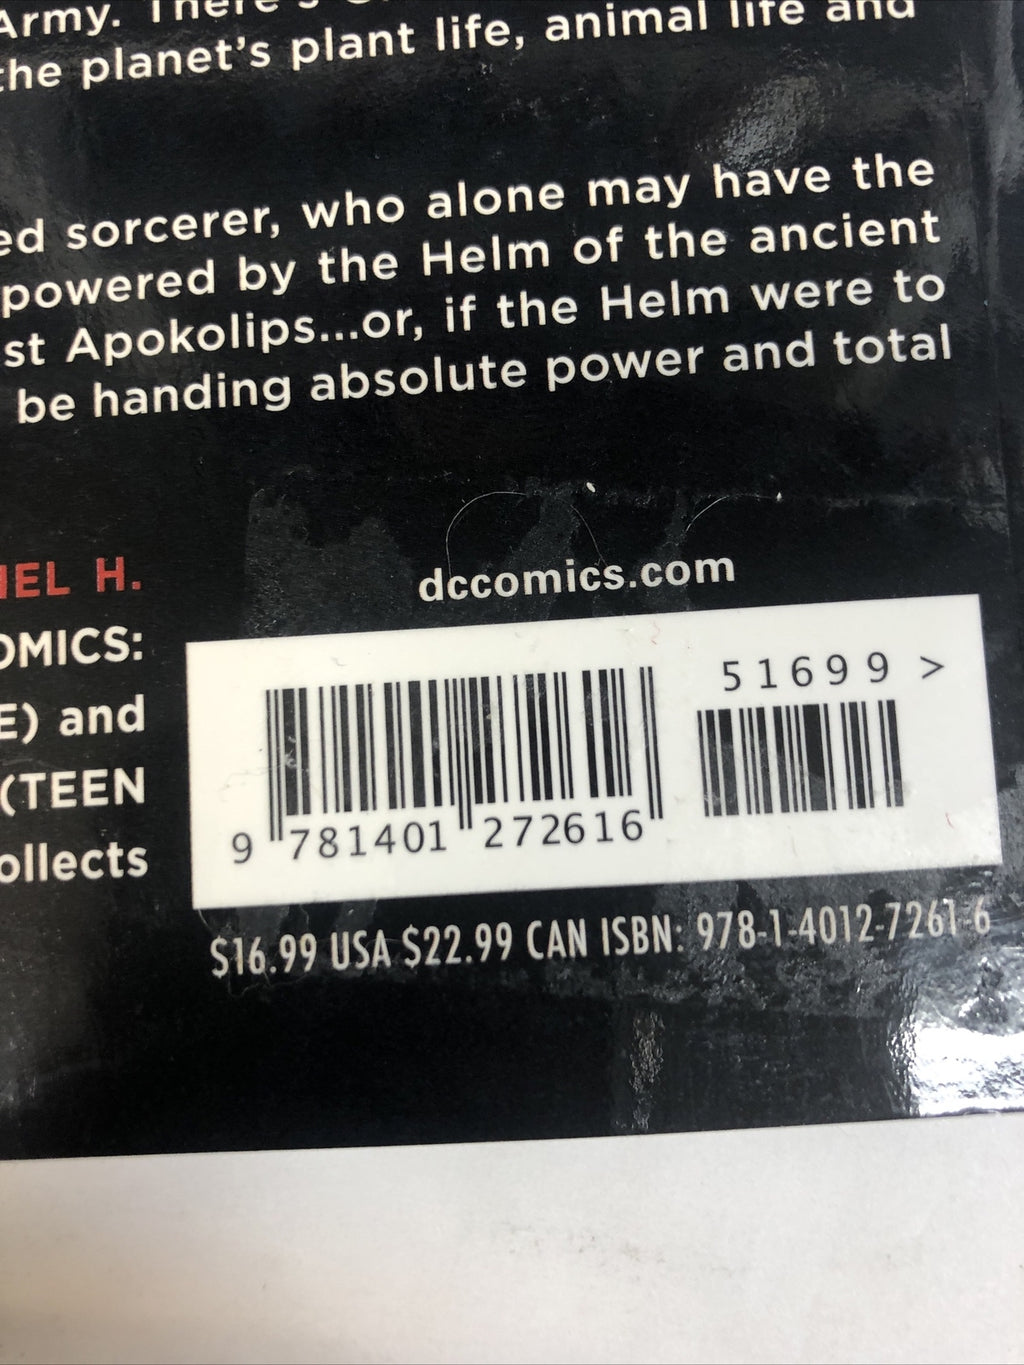 Army. There's
the planet's plant life, animal life and
ed sorcerer, who alone may have the
powered by the Helm of the ancient
st Apokolips...or, if the Helm were to
be handing absolute power and total
dccomics.com
IEL H.
OMICS:
E) and
(TEEN
ollects
51699 >
9 781401 272616
$16.99 USA $22.99 CAN ISBN: 978-1-4012-7261-6